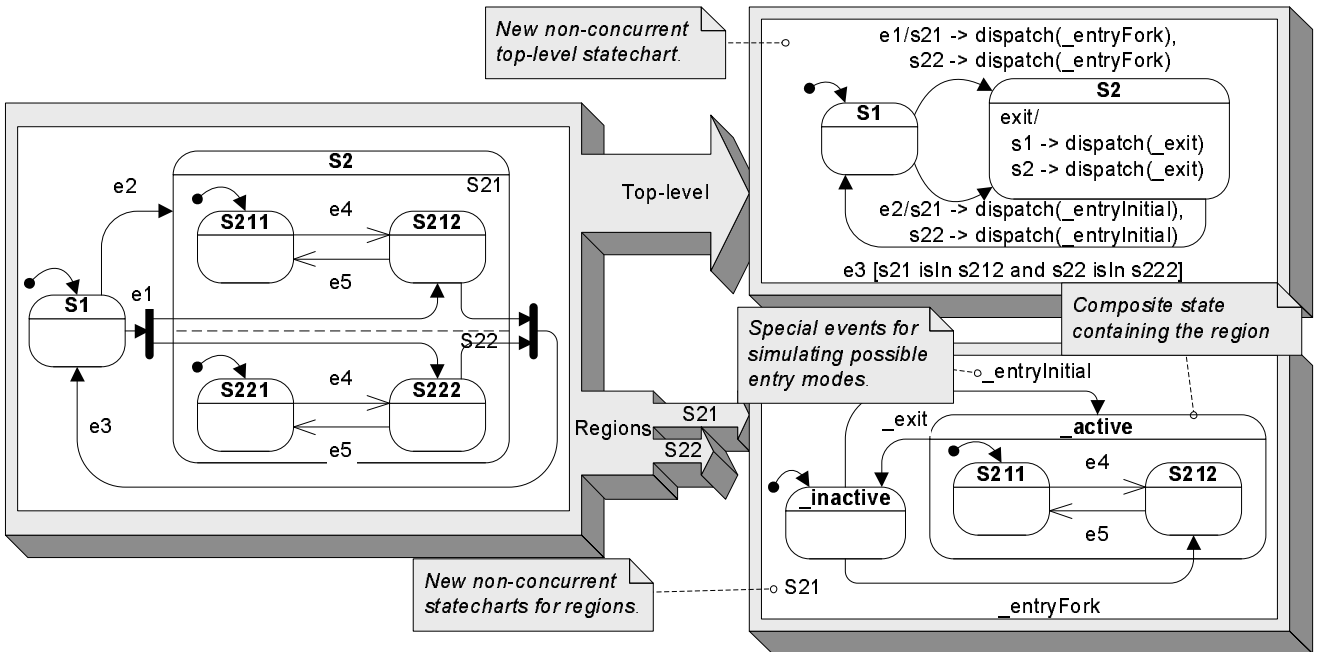 New non-concurrent
top-level statechart.
e1/s21 -> dispatch(_entryFork),
s22 -> dispatch(_entryFork)
S1
S2
exit/
s1 -> dispatch(_exit)
s2 -> dispatch(_exit)
e2/s21 -> dispatch(_entryInitial),
s22 -> dispatch(_entryInitial)
e3 [s21 isIn s212 and s22 isIn s222]
S2
S21
e2
S211
e4
S212
e5
S1
e1
S22
S221
e4
S222
e5
e3
Top-level
Regions
S21
S22
Special events for
simulating possible
entry modes.
Composite state
containing the region
_entryInitial
_exit
_active
S211
e4
S212
e5
_inactive
S21
_entryFork
New non-concurrent
statecharts for regions.